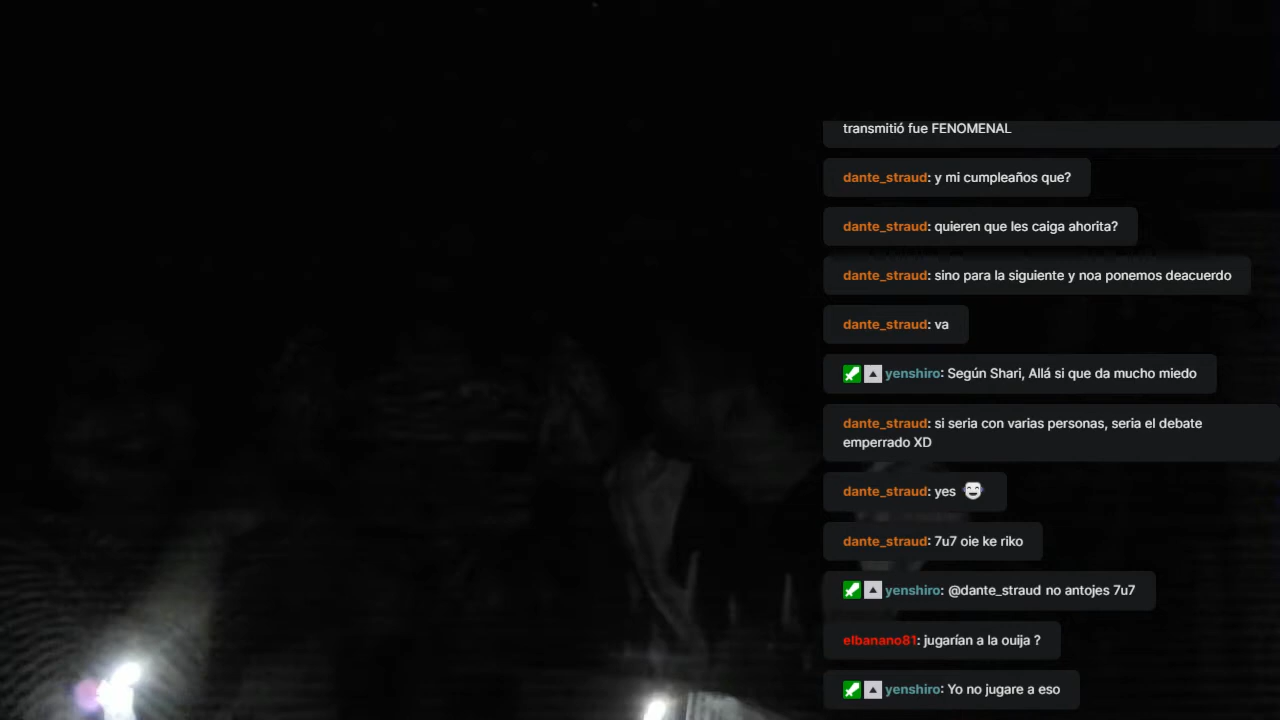 transmitió fue FENOMENAL
dante_straud: y mi cumpleaños que?
dante_straud: quieren que les caiga ahorita?
dante_straud: sino para la siguiente y noa ponemos deacuerdo
dante_straud: va
yenshiro: Según Shari, Allá si que da mucho miedo
dante_straud: si seria con varias personas, seria el debate
emperrado XD
dante_straud: yes
dante_straud: 7u7 oie ke riko
yenshiro: @dante_straud no antojes 7u7
elbanano81: jugarían a la ouija ?
yenshiro: Yo no jugare a eso